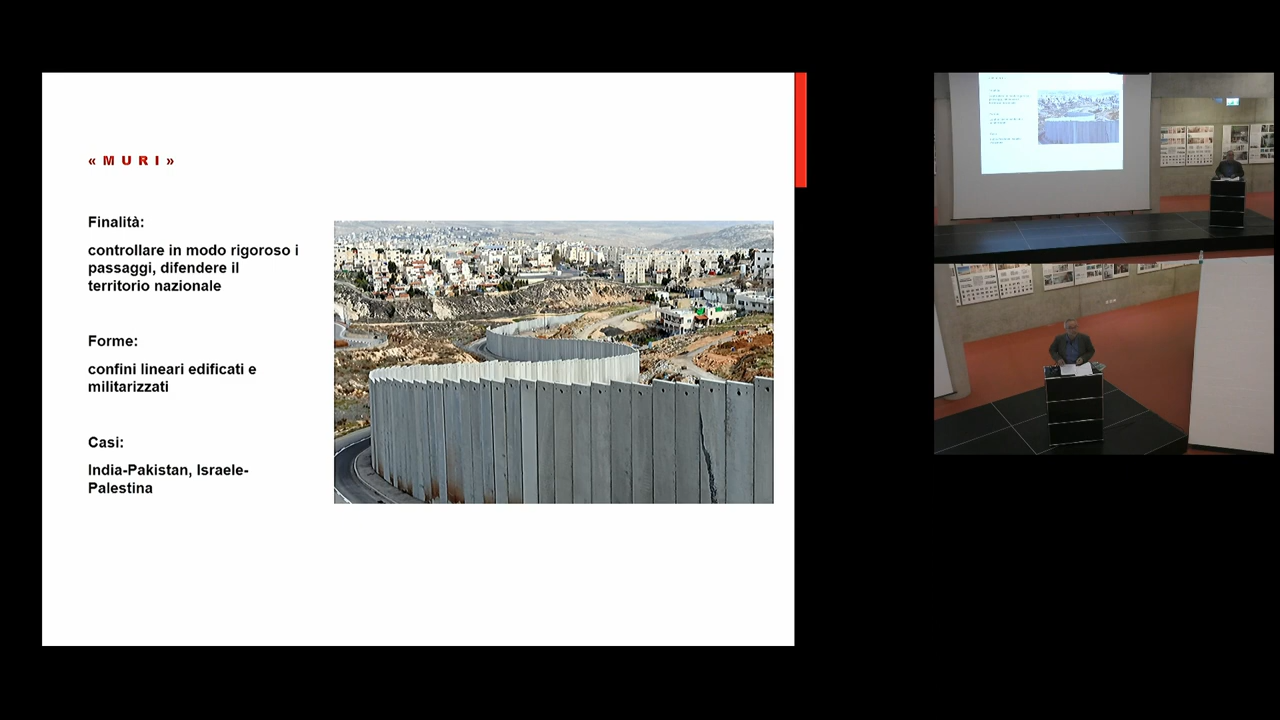 «MURI»
Finalità:
controllare in modo rigoroso i
passaggi, difendere il
territorio nazionale
Forme:
confini lineari edificati e
militarizzati
Casi:
India-Pakistan, Israele-
Palestina